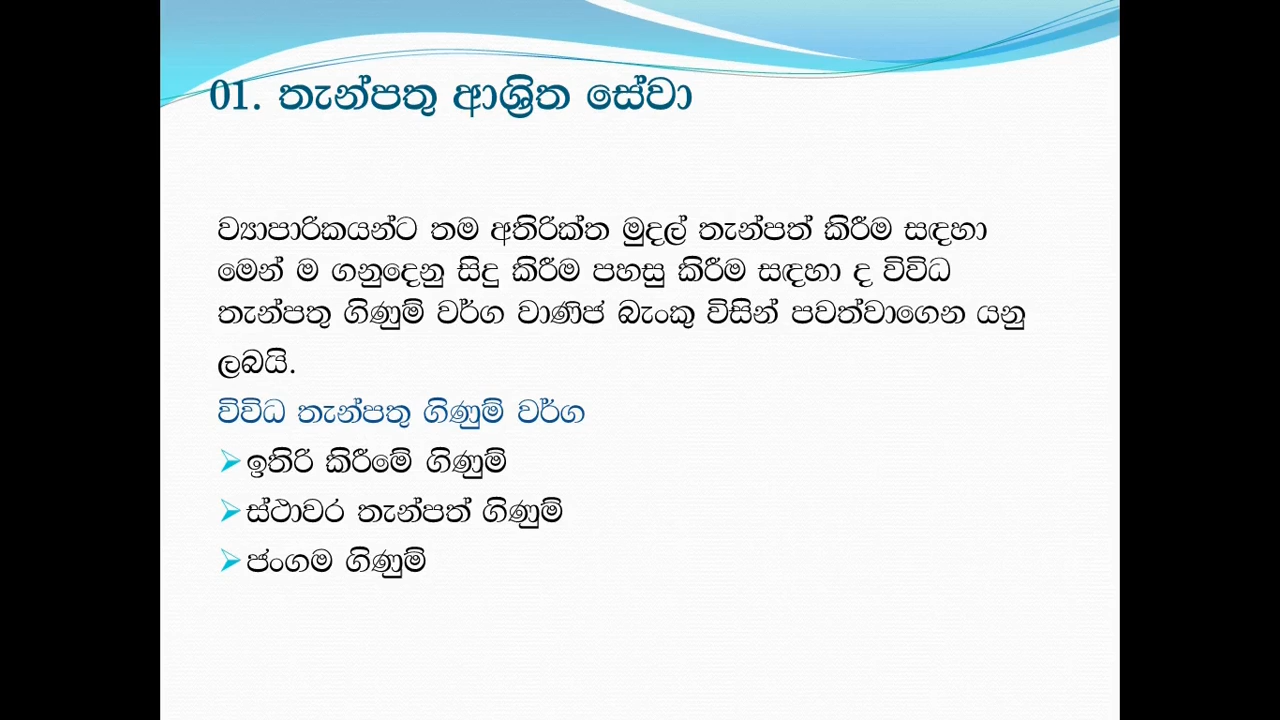 01. තැන්පතු ආශ්‍රිත සේවා
ව්‍යාපාරිකයන්ට තම අතිරික්ත මුදල් තැන්පත් කිරීම සඳහා
මෙන් ම ගනුදෙනු සිදු කිරීම පහසු කිරීම සඳහා ද විවිධ
තැන්පතු ගිණුම් වර්ග වාණිජ බැංකු විසින් පවත්වාගෙන යනු
ලබයි.
විවිධ තැන්පතු ගිණුම් වර්ග
➢ඉතිරි කිරීමේ ගිණුම්
➢ස්ථාවර තැන්පත් ගිණුම්
➢ජංගම ගිණුම්